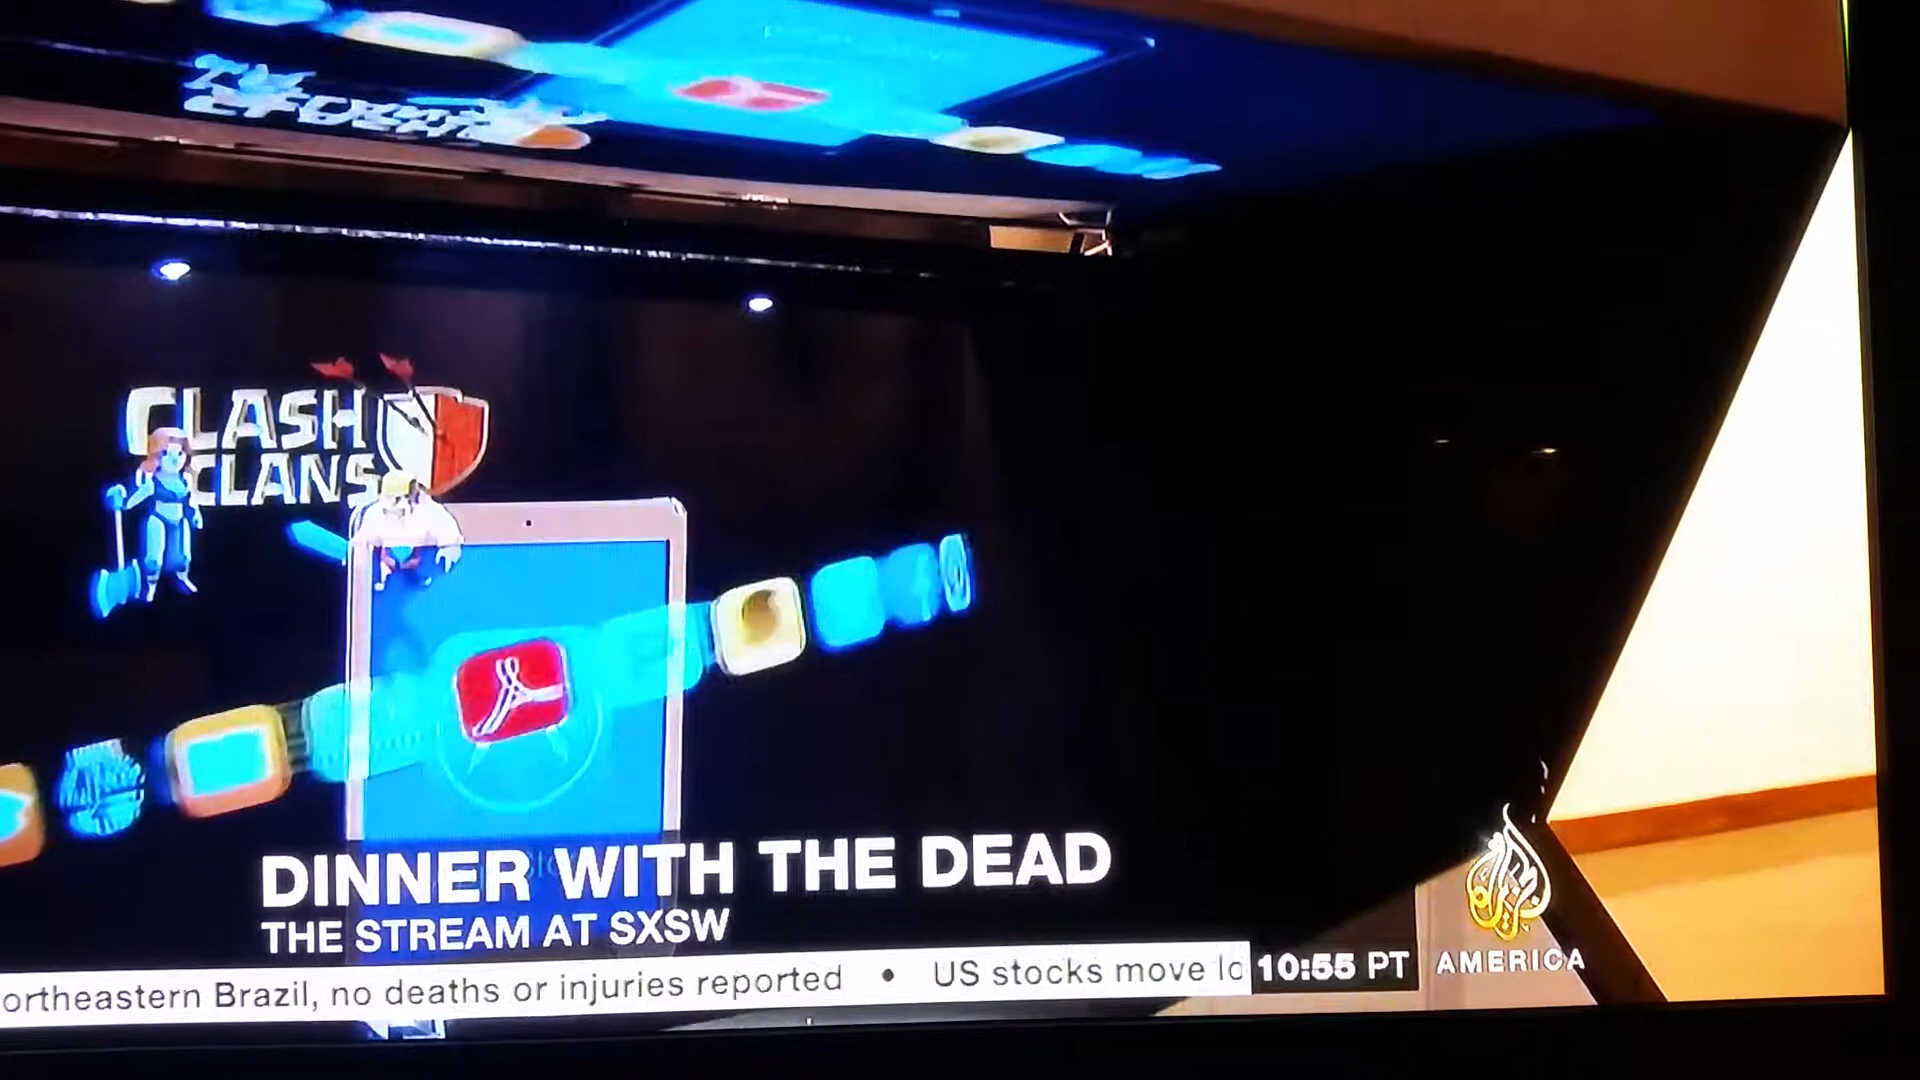 CLASH
CLANS
DINNER WITH THE DEAD
THE STREAM AT SXSW
ortheastern Brazil, no deaths or injuries reported • US stocks move lo
10:55 PT
AMERICA